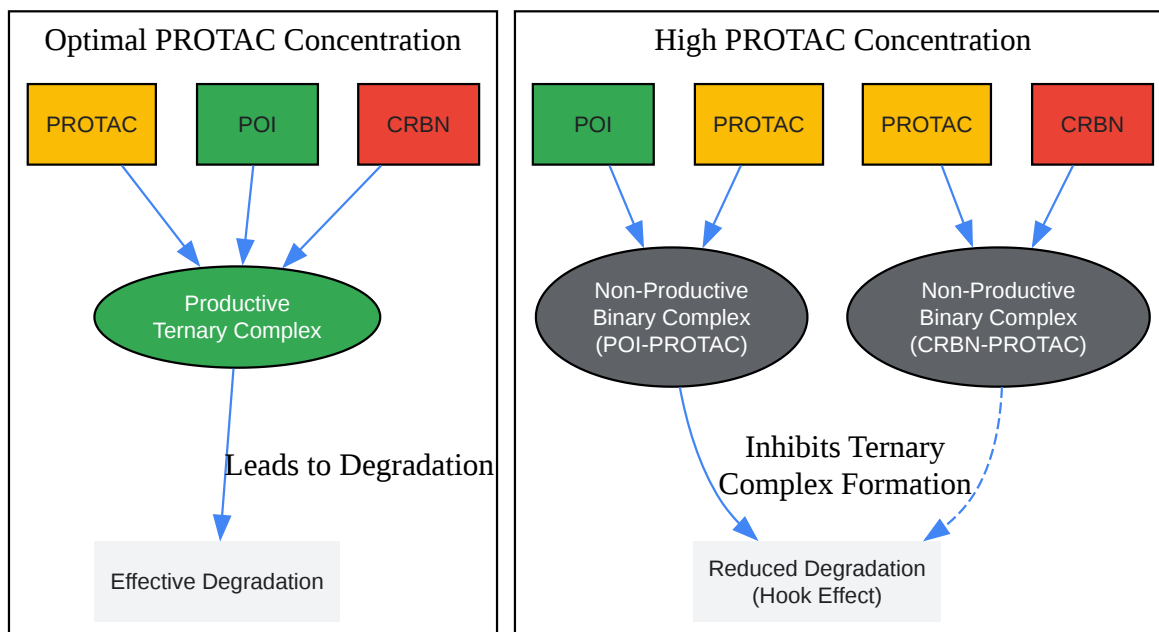 Optimal PROTAC Concentration
PROTAC
POI
CRBN
Productive
Ternary Complex
Leads to Degradation
Effective Degradation
High PROTAC Concentration
POI
PROTAC
PROTAC
CRBN
Non-Productive
Binary Complex
(POI-PROTAC)
Non-Productive
Binary Complex
(CRBN-PROTAC)
Inhibits Ternary
Complex Formation
Reduced Degradation
(Hook Effect)